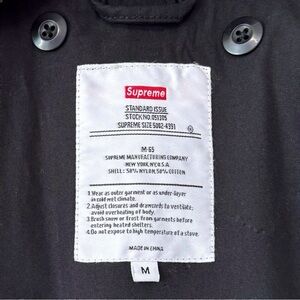 Supreme
STANDARD ISSUE
STOCK NO. 051305
SUPREME SIZE 5002-4391
M-65
SUPREME MANUFACTURING COMPANY
NEW YORK, NY, U.S.A.
SHELL: 50% NYLON, 50% COTTON
1.Wear as outer garment or as under-layer
in cold wet climate.
2.Adjust closures and drawcords to ventilate;
avoid overheating of body.
3.Brush snow or frost from garments before
entering heated shelters.
4.Do not expose to high temperature of a stove.
MADE IN CHINA
M